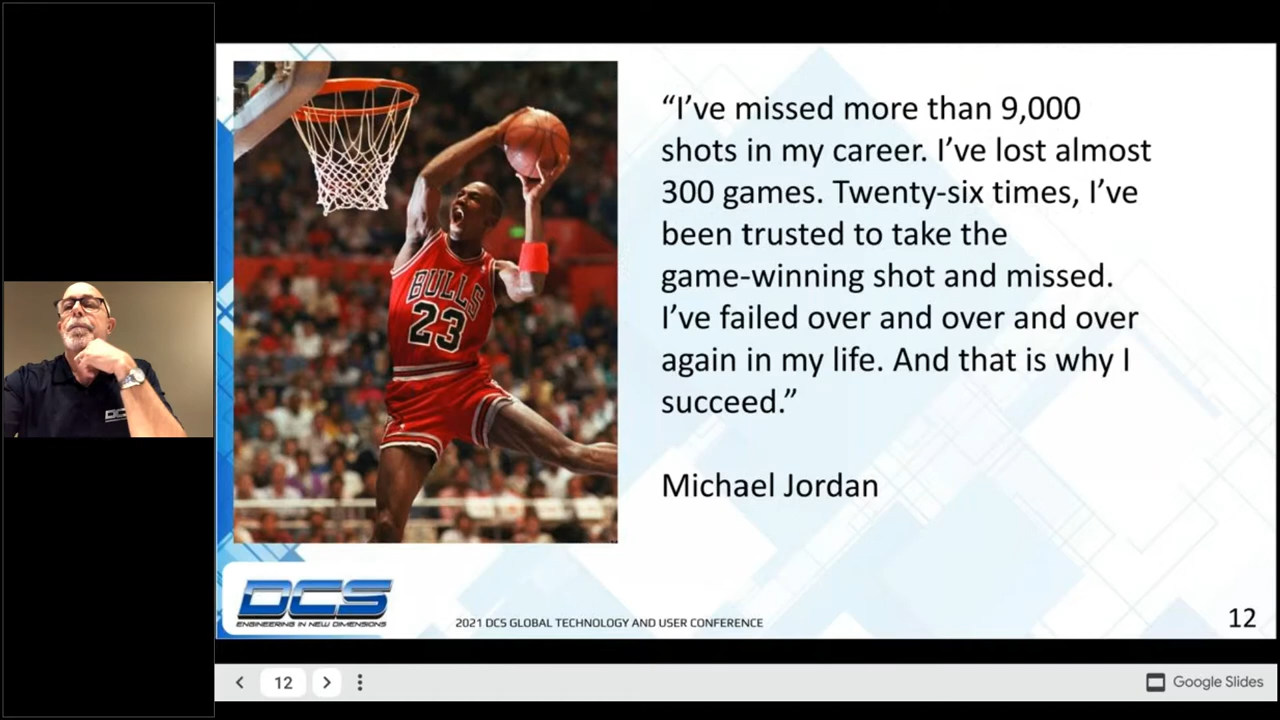 “I’ve missed more than 9,000
shots in my career. I’ve lost almost
300 games. Twenty-six times, I’ve
been trusted to take the
game-winning shot and missed.
I’ve failed over and over and over
again in my life. And that is why I
succeed.”
Michael Jordan
BULLS
23
DCS
DCS
ENGINEERING IN NEW DIMENSIONS
2021 DCS GLOBAL TECHNOLOGY AND USER CONFERENCE
12
12
Google Slides